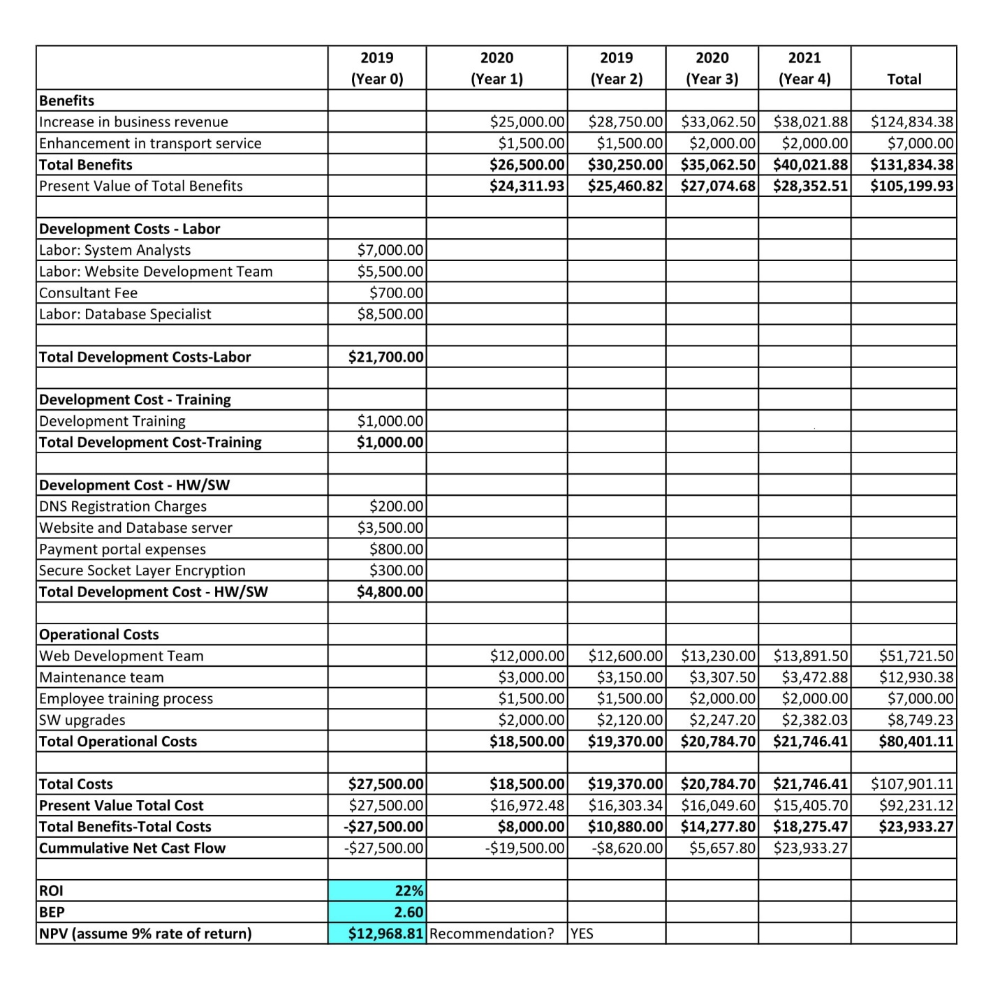 2019 2020 2019 2020 2021
(Year 0) (Year 1) (Year 2) (Year 3) (Year 4) Total
Benefits
Increase in business revenue $25,000.00 $28,750.00 $33,062.50 $38,021.88 $124,834.38
Enhancement in transport service $1,500.00 $1,500.00 $2,000.00 $2,000.00 $7,000.00
Total Benefits $26,500.00 $30,250.00 $35,062.50 $40,021.88 $131,834.38
Present Value of Total Benefits $24,311.93 $25,460.82 $27,074.68 $28,352.51 $105,199.93
Development Costs - Labor
Labor: System Analysts $7,000.00
Labor: Website Development Team $5,500.00
Consultant Fee $700.00
Labor: Database Specialist $8,500.00
Total Development Costs-Labor $21,700.00
Development Cost - Training
Development Training $1,000.00
Total Development Cost-Training $1,000.00
Development Cost - HW/SW
DNS Registration Charges $200.00
Website and Database server $3,500.00
Payment portal expenses $800.00
Secure Socket Layer Encryption $300.00
Total Development Cost - HW/SW $4,800.00
Operational Costs
Web Development Team $12,000.00 $12,600.00 $13,230.00 $13,891.50 $51,721.50
Maintenance team $3,000.00 $3,150.00 $3,307.50 $3,472.88 $12,930.38
Employee training process $1,500.00 $1,500.00 $2,000.00 $2,000.00 $7,000.00
SW upgrades $2,000.00 $2,120.00 $2,247.20 $2,382.03 $8,749.23
Total Operational Costs $18,500.00 $19,370.00 $20,784.70 $21,746.41 $80,401.11
Total Costs $27,500.00 $18,500.00 $19,370.00 $20,784.70 $21,746.41 $107,901.11
Present Value Total Cost $27,500.00 $16,972.48 $16,303.34 $16,049.60 $15,405.70 $92,231.12
Total Benefits-Total Costs -$27,500.00 $8,000.00 $10,880.00 $14,277.80 $18,275.47 $23,933.27
Cummulative Net Cast Flow -$27,500.00 -$19,500.00 -$8,620.00 $5,657.80 $23,933.27
ROI 22%
BEP 2.60
NPV (assume 9% rate of return) $12,968.81 Recommendation? YES